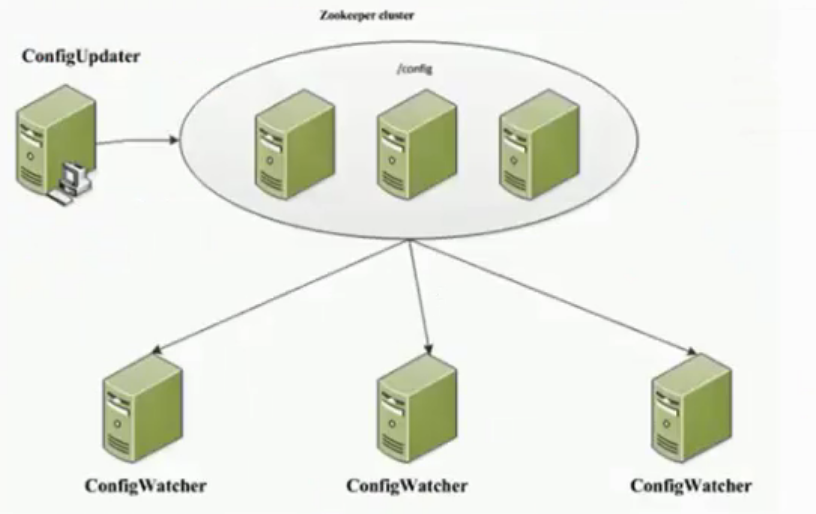 Zookeeper cluster
ConfigUpdater
/config
ConfigWatcher
ConfigWatcher
ConfigWatcher